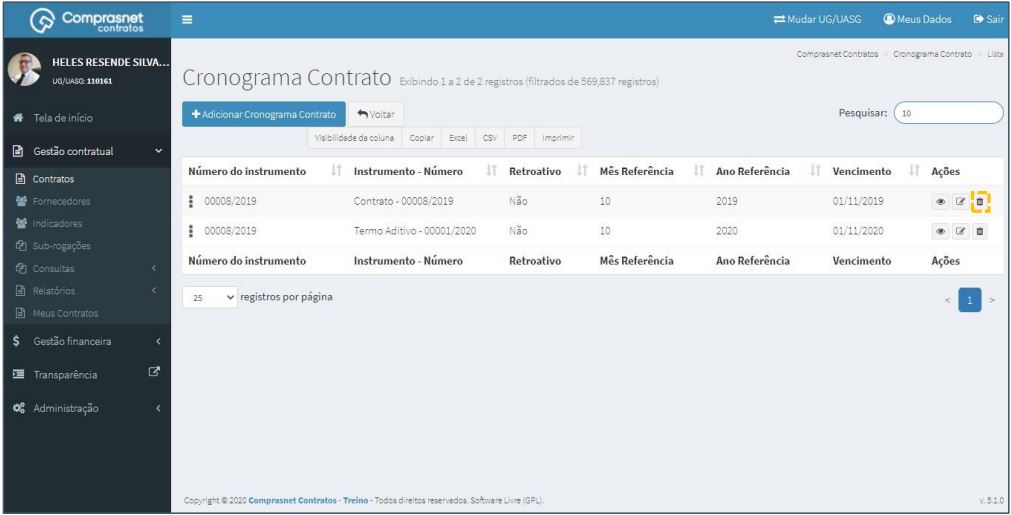 Comprasnet
contratos
Mudar UG/UASG Meus Dados Sair
HELES RESENDE SILVA...
UG/UASG: 110161
Comprasnet Contratos > Cronograma Contrato > Lista
Cronograma Contrato Exibindo 1 a 2 de 2 registros (filtrados de 569,837 registros)
Tela de início
+ Adicionar Cronograma Contrato Voltar
Pesquisar: 10
Visibilidade da coluna Copiar Excel CSV PDF Imprimir
Gestão contratual
Contratos
Fornecedores
Indicadores
Sub-rogações
Consultas
Relatórios
Meus Contratos
Gestão financeira
Transparência
Administração
Número do instrumento Instrumento - Número Retroativo Mês Referência Ano Referência Vencimento Ações
00008/2019 Contrato - 00008/2019 Não 10 2019 01/11/2019
00008/2019 Termo Aditivo - 00001/2020 Não 10 2020 01/11/2020
Número do instrumento Instrumento - Número Retroativo Mês Referência Ano Referência Vencimento Ações
25 registros por página
< 1 >
Copyright © 2020 Comprasnet Contratos - Treino - Todos direitos reservados. Software Livre (GPL).
v. 5.1.0